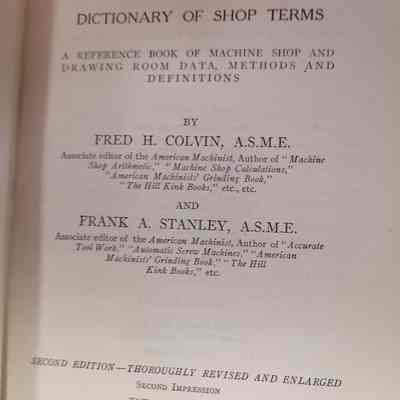 DICTIONARY OF SHOP TERMS
A REFERENCE BOOK OF MACHINE SHOP AND
DRAWING ROOM DATA, METHODS AND
DEFINITIONS
BY
FRED H. COLVIN, A.S.M.E.
Associate editor of the American Machinist, Author of "Machine
Shop Arithmetic," "Machine Shop Calculations,"
"American Machinists' Grinding Book,"
"The Hill Kink Books," etc., etc.
AND
FRANK A. STANLEY, A.S.M.E.
Associate editor of the American Machinist, Author of "Accurate
Tool Work," "Automatic Screw Machines," "American
Machinists' Grinding Book," "The Hill
Kink Books," etc.
SECOND EDITION—THOROUGHLY REVISED AND ENLARGED
SECOND IMPRESSION